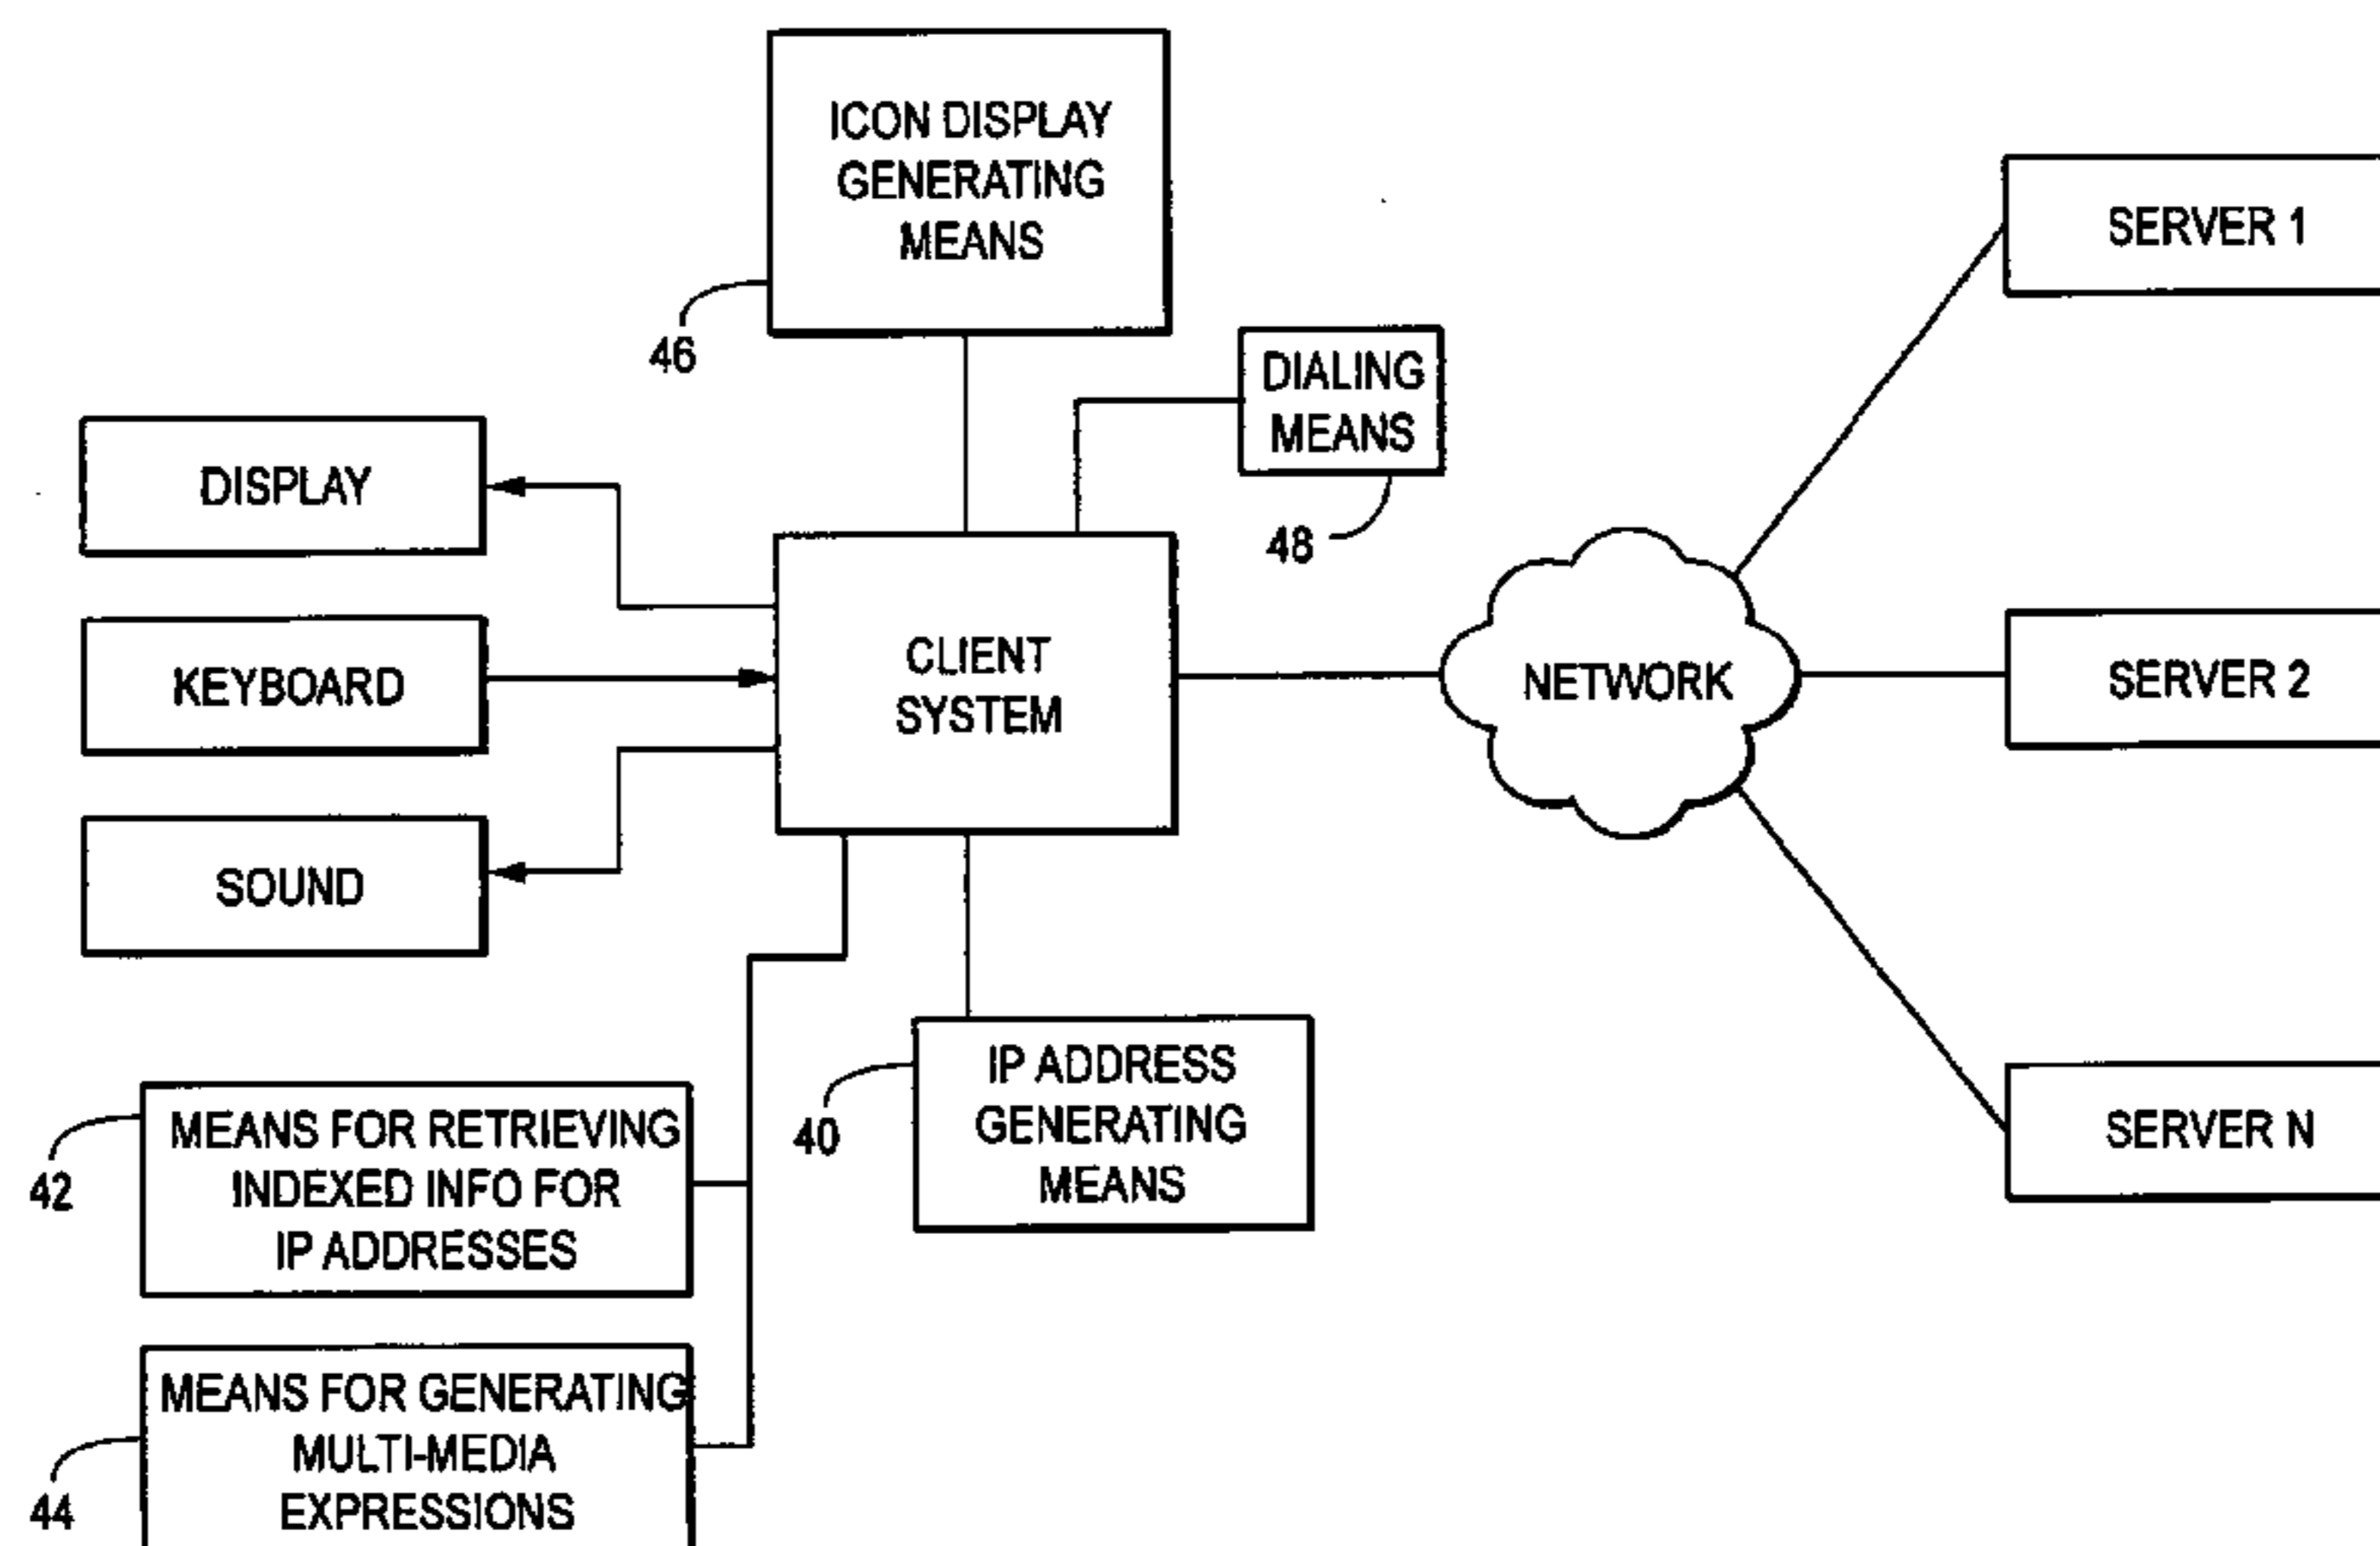 ICON DISPLAY
GENERATING
MEANS
46
DIALING
MEANS
48
SERVER 1
DISPLAY
KEYBOARD
SOUND
CLIENT
SYSTEM
NETWORK
SERVER 2
SERVER N
IP ADDRESS
GENERATING
MEANS
40
MEANS FOR RETRIEVING
INDEXED INFO FOR
IP ADDRESSES
42
MEANS FOR GENERATING
MULTI-MEDIA
EXPRESSIONS
44